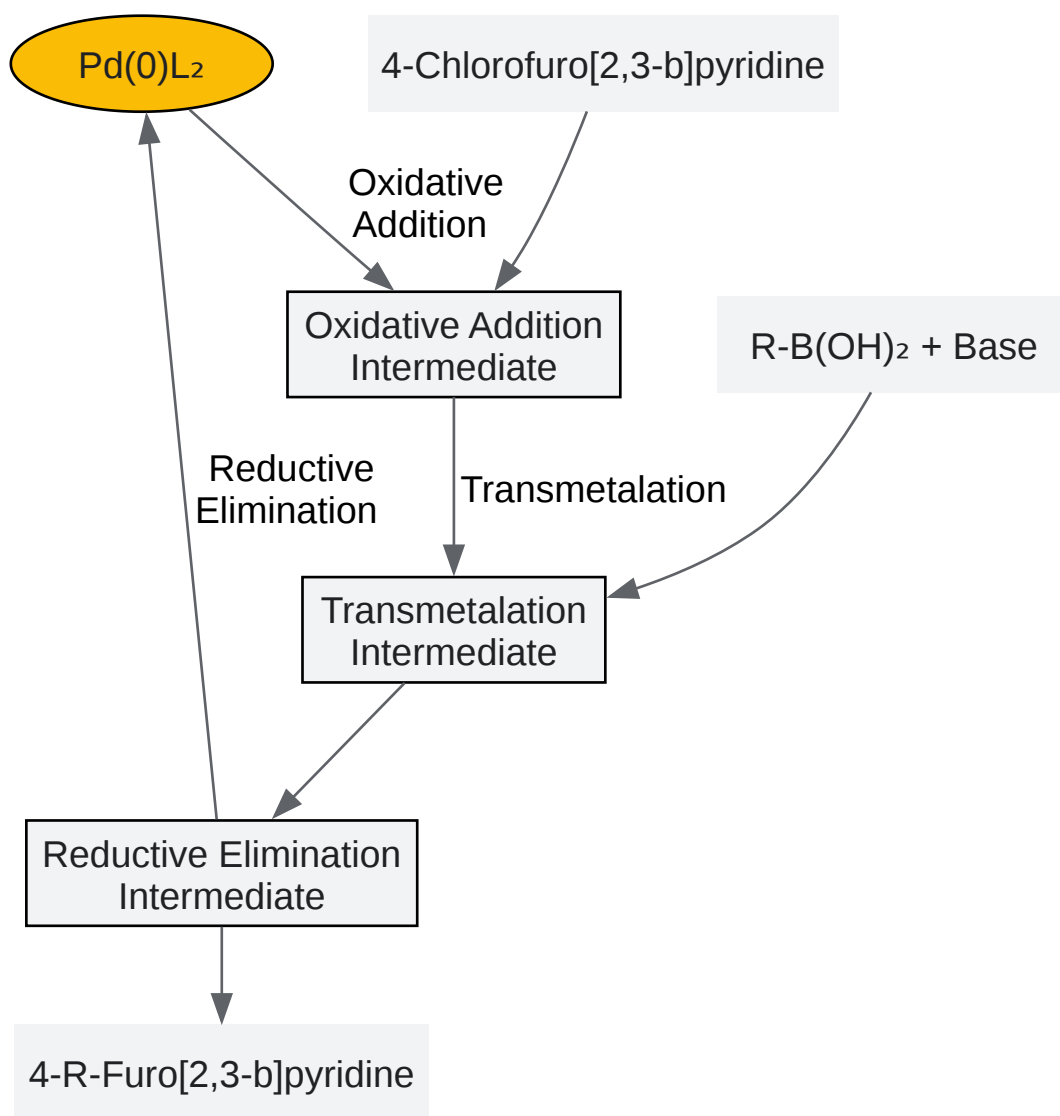 Pd(0)L₂
4-Chlorofuro[2,3-b]pyridine
Oxidative
Addition
Oxidative Addition
Intermediate
R-B(OH)₂ + Base
Reductive
Elimination
Transmetalation
Transmetalation
Intermediate
Reductive Elimination
Intermediate
4-R-Furo[2,3-b]pyridine